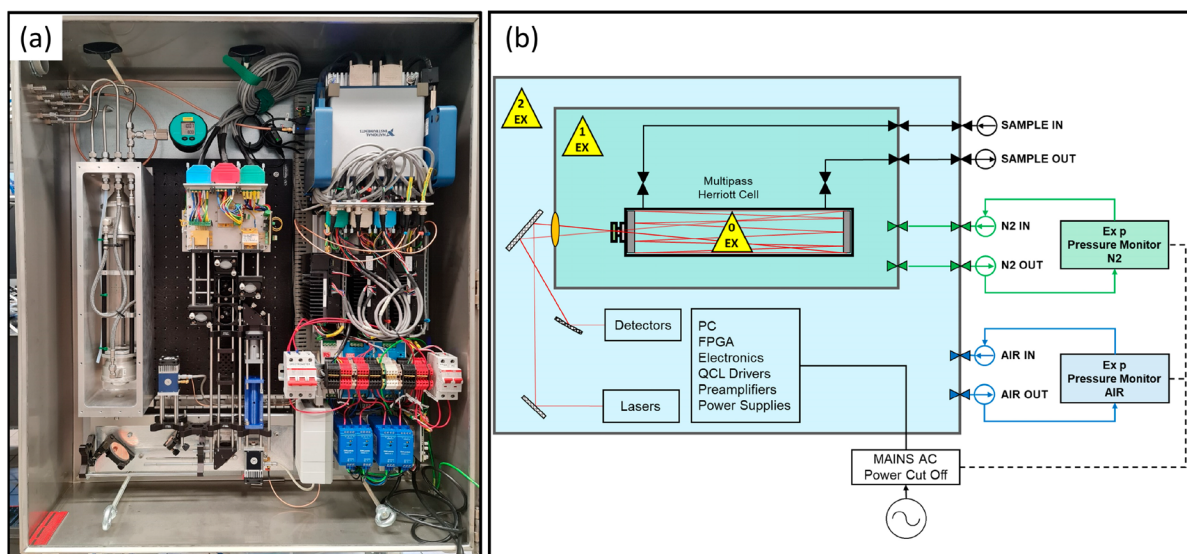 (a)
NATIONAL
INSTRUMENTS
(b)
2
EX
1
EX
SAMPLE IN
SAMPLE OUT
Multipass
Herriott Cell
0
EX
N2 IN
N2 OUT
Ex p
Pressure Monitor
N2
Detectors
Lasers
PC
FPGA
Electronics
QCL Drivers
Preamplifiers
Power Supplies
AIR IN
AIR OUT
Ex p
Pressure Monitor
AIR
MAINS AC
Power Cut Off